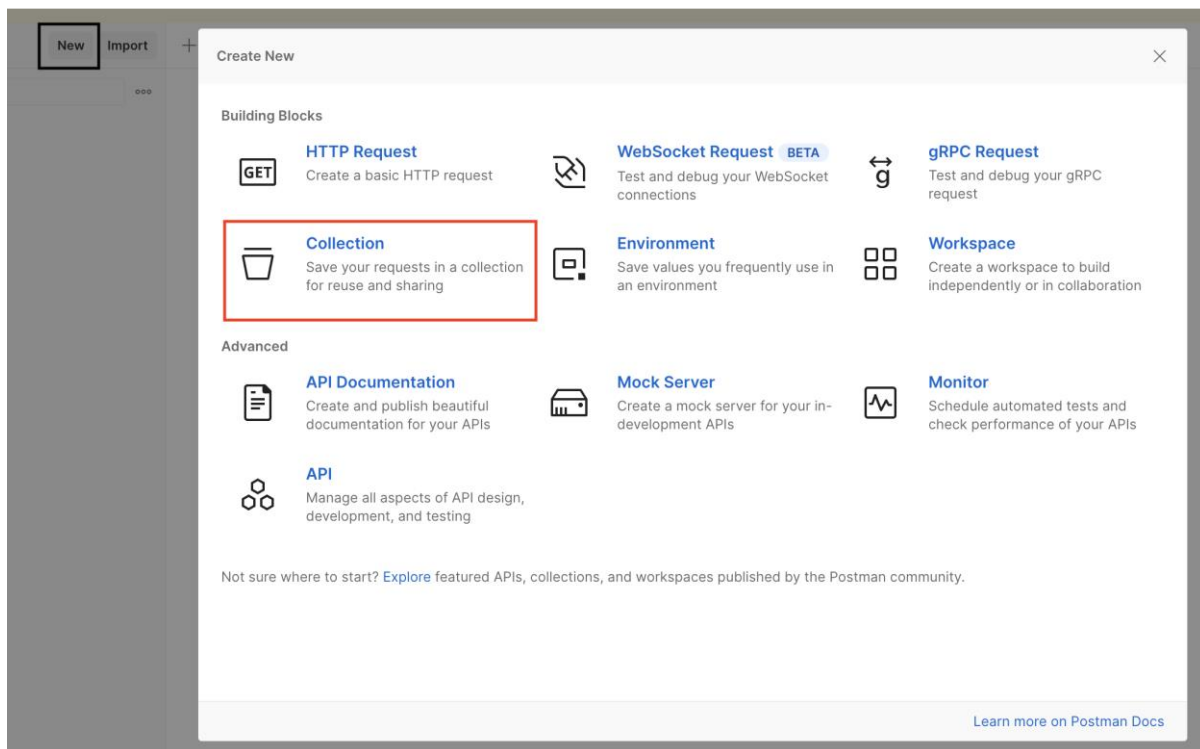 New Import
Create New
Building Blocks
HTTP Request
Create a basic HTTP request
GET
WebSocket Request BETA
Test and debug your WebSocket
connections
gRPC Request
Test and debug your gRPC
request
g
Collection
Save your requests in a collection
for reuse and sharing
Environment
Save values you frequently use in
an environment
Workspace
Create a workspace to build
independently or in collaboration
Advanced
API Documentation
Create and publish beautiful
documentation for your APIs
Mock Server
Create a mock server for your in-
development APIs
Monitor
Schedule automated tests and
check performance of your APIs
API
Manage all aspects of API design,
development, and testing
Not sure where to start? Explore featured APIs, collections, and workspaces published by the Postman community.
Learn more on Postman Docs